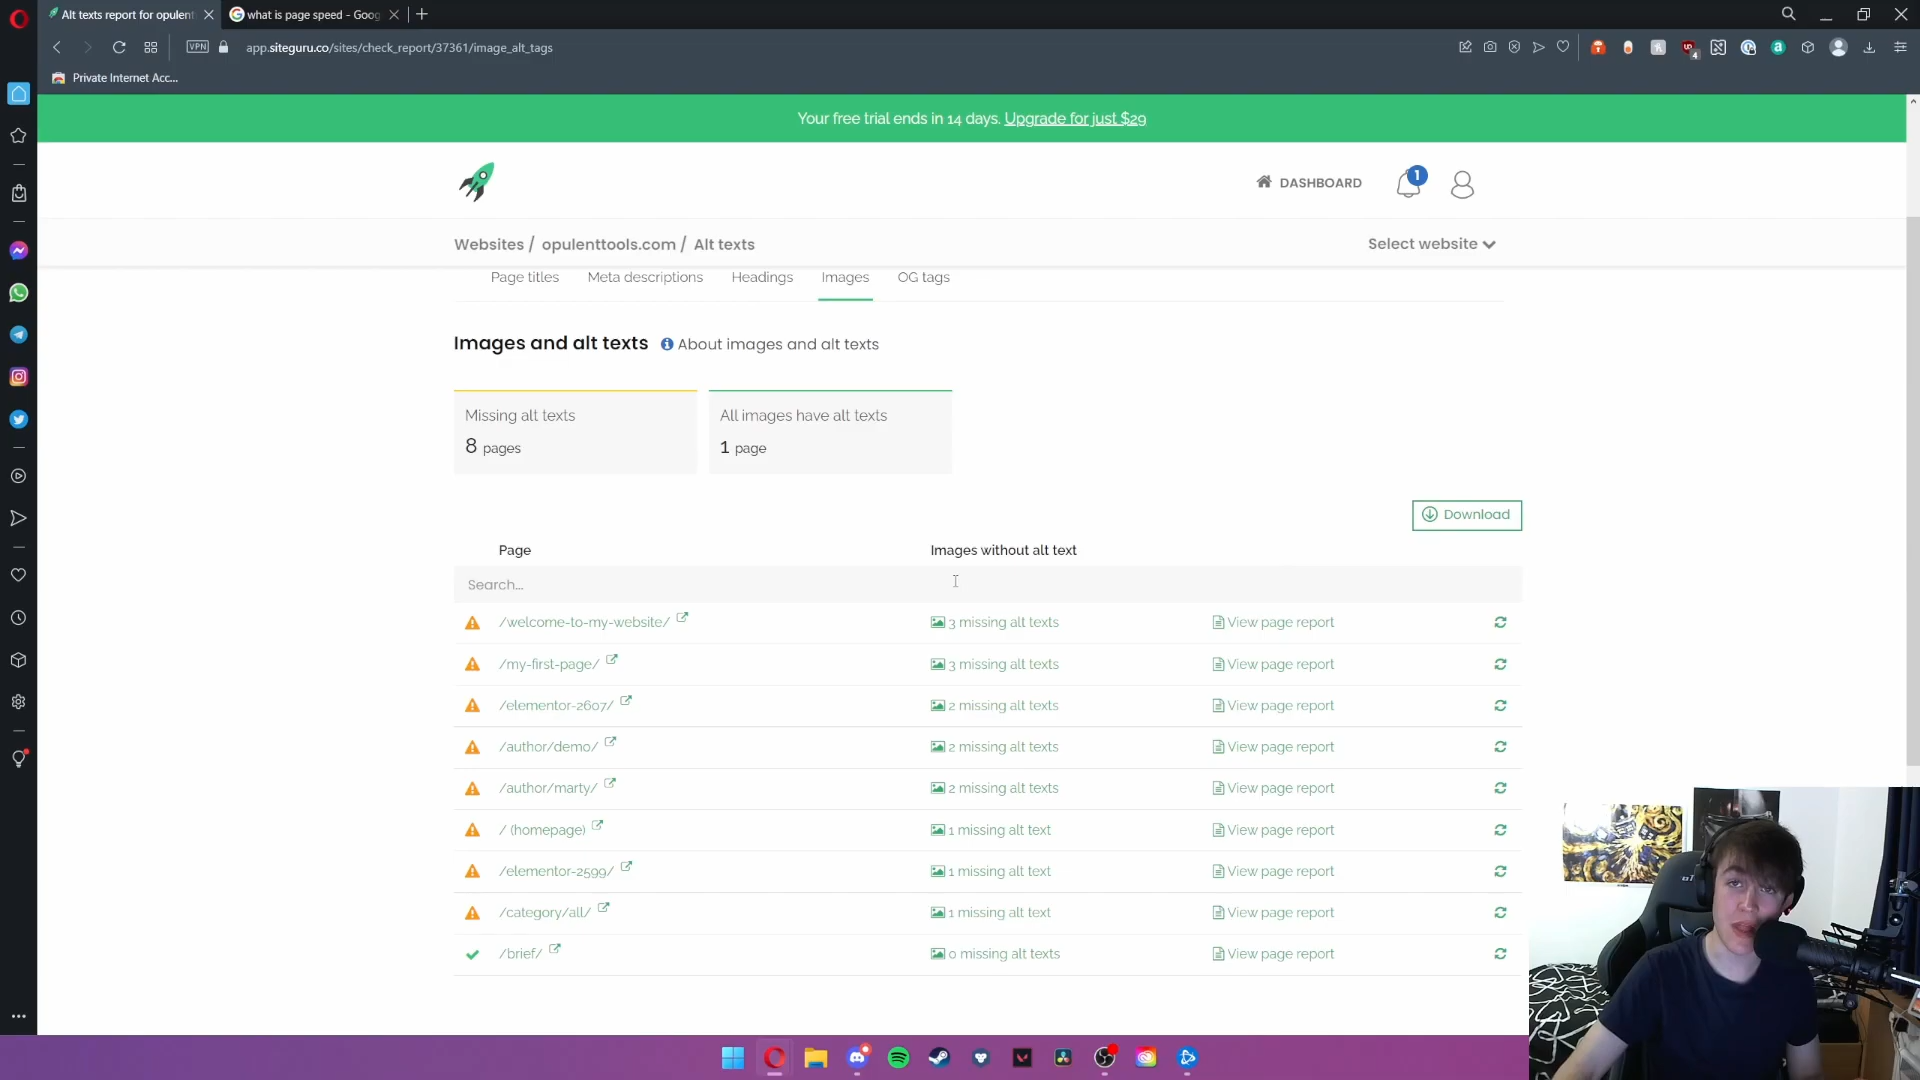 Alt texts report for opulent
what is page speed - Goog
VPN
app.siteguru.co/sites/check_report/37361/image_alt_tags
4
Private Internet Acc...
Your free trial ends in 14 days. Upgrade for just $29
DASHBOARD
1
Websites / opulenttools.com / Alt texts
Select website
Page titles
Meta descriptions
Headings
Images
OG tags
Images and alt texts
About images and alt texts
Missing alt texts
8 pages
All images have alt texts
1 page
Download
Page
Images without alt text
Search...
/welcome-to-my-website/ 3 missing alt texts View page report
/my-first-page/ 3 missing alt texts View page report
/elementor-2607/ 2 missing alt texts View page report
/author/demo/ 2 missing alt texts View page report
/author/marty/ 2 missing alt texts View page report
/ (homepage) 1 missing alt text View page report
/elementor-2599/ 1 missing alt text View page report
/category/all/ 1 missing alt text View page report
/brief/ 0 missing alt texts View page report